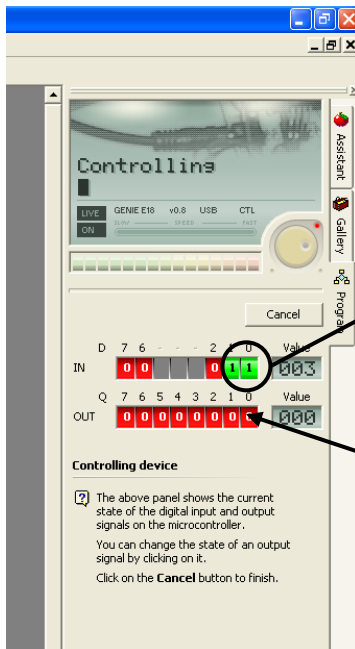 Controlling
LIVE GENIE E18 v0.8 USB CTL
ON SLOW SPEED FAST
Assistant
Gallery
Program
Cancel
D 7 6 - - - 2 1 0 Value
IN 0 0 0 1 1 003
Q 7 6 5 4 3 2 1 0 Value
OUT 0 0 0 0 0 0 0 0 000
Controlling device
The above panel shows the current
state of the digital input and output
signals on the microcontroller.
You can change the state of an output
signal by clicking on it.
Click on the Cancel button to finish.